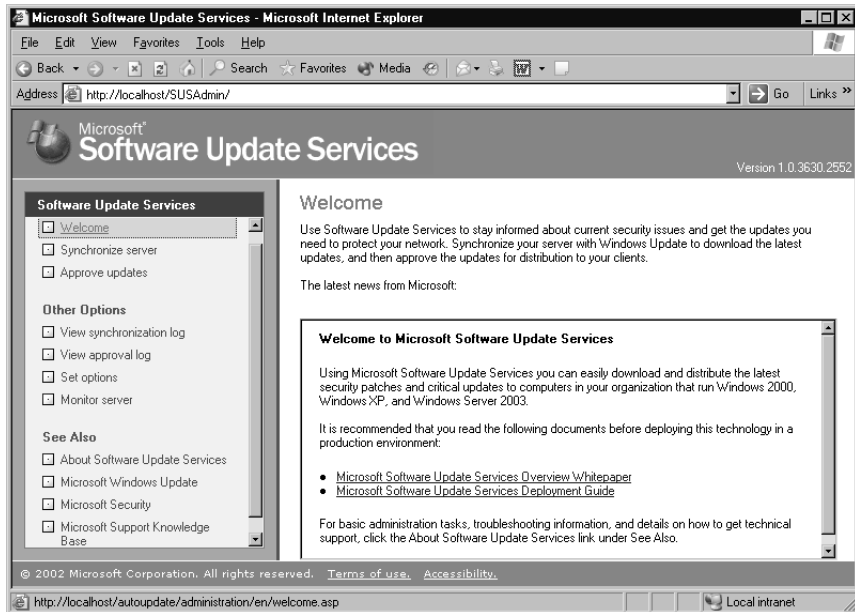 Microsoft Software Update Services - Microsoft Internet Explorer
File Edit View Favorites Tools Help
Back Search Favorites Media
Address http://localhost/SUSAdmin/ Go Links »
Microsoft®
Software Update Services
Version 1.0.3630.2552
Software Update Services
Welcome
Synchronize server
Approve updates
Other Options
View synchronization log
View approval log
Set options
Monitor server
See Also
About Software Update Services
Microsoft Windows Update
Microsoft Security
Microsoft Support Knowledge
Base
Welcome
Use Software Update Services to stay informed about current security issues and get the updates you
need to protect your network. Synchronize your server with Windows Update to download the latest
updates, and then approve the updates for distribution to your clients.
The latest news from Microsoft:
Welcome to Microsoft Software Update Services
Using Microsoft Software Update Services you can easily download and distribute the latest
security patches and critical updates to computers in your organization that run Windows 2000,
Windows XP, and Windows Server 2003.
It is recommended that you read the following documents before deploying this technology in a
production environment:
● Microsoft Software Update Services Overview Whitepaper
● Microsoft Software Update Services Deployment Guide
For basic administration tasks, troubleshooting information, and details on how to get technical
support, click the About Software Update Services link under See Also.
© 2002 Microsoft Corporation. All rights reserved. Terms of use. Accessibility.
http://localhost/autoupdate/administration/en/welcome.asp Local intranet